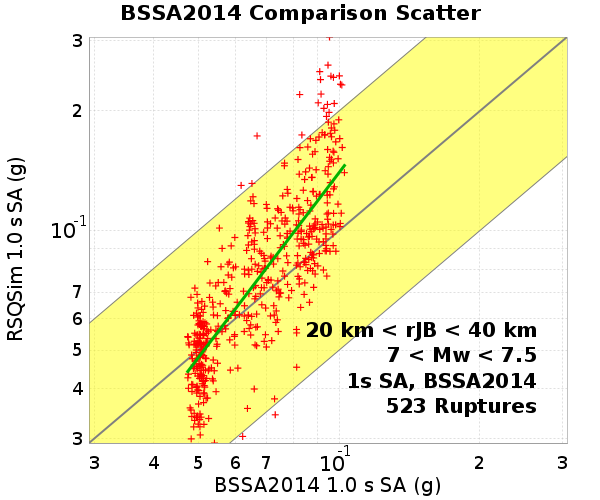 BSSA2014 Comparison Scatter
RSQSim 1.0 s SA (g)
3
2
10^-1
7
6
5
4
3
20 km < rJB < 40 km
7 < Mw < 7.5
1s SA, BSSA2014
523 Ruptures
3 4 5 6 7 10^-1 2 3
BSSA2014 1.0 s SA (g)